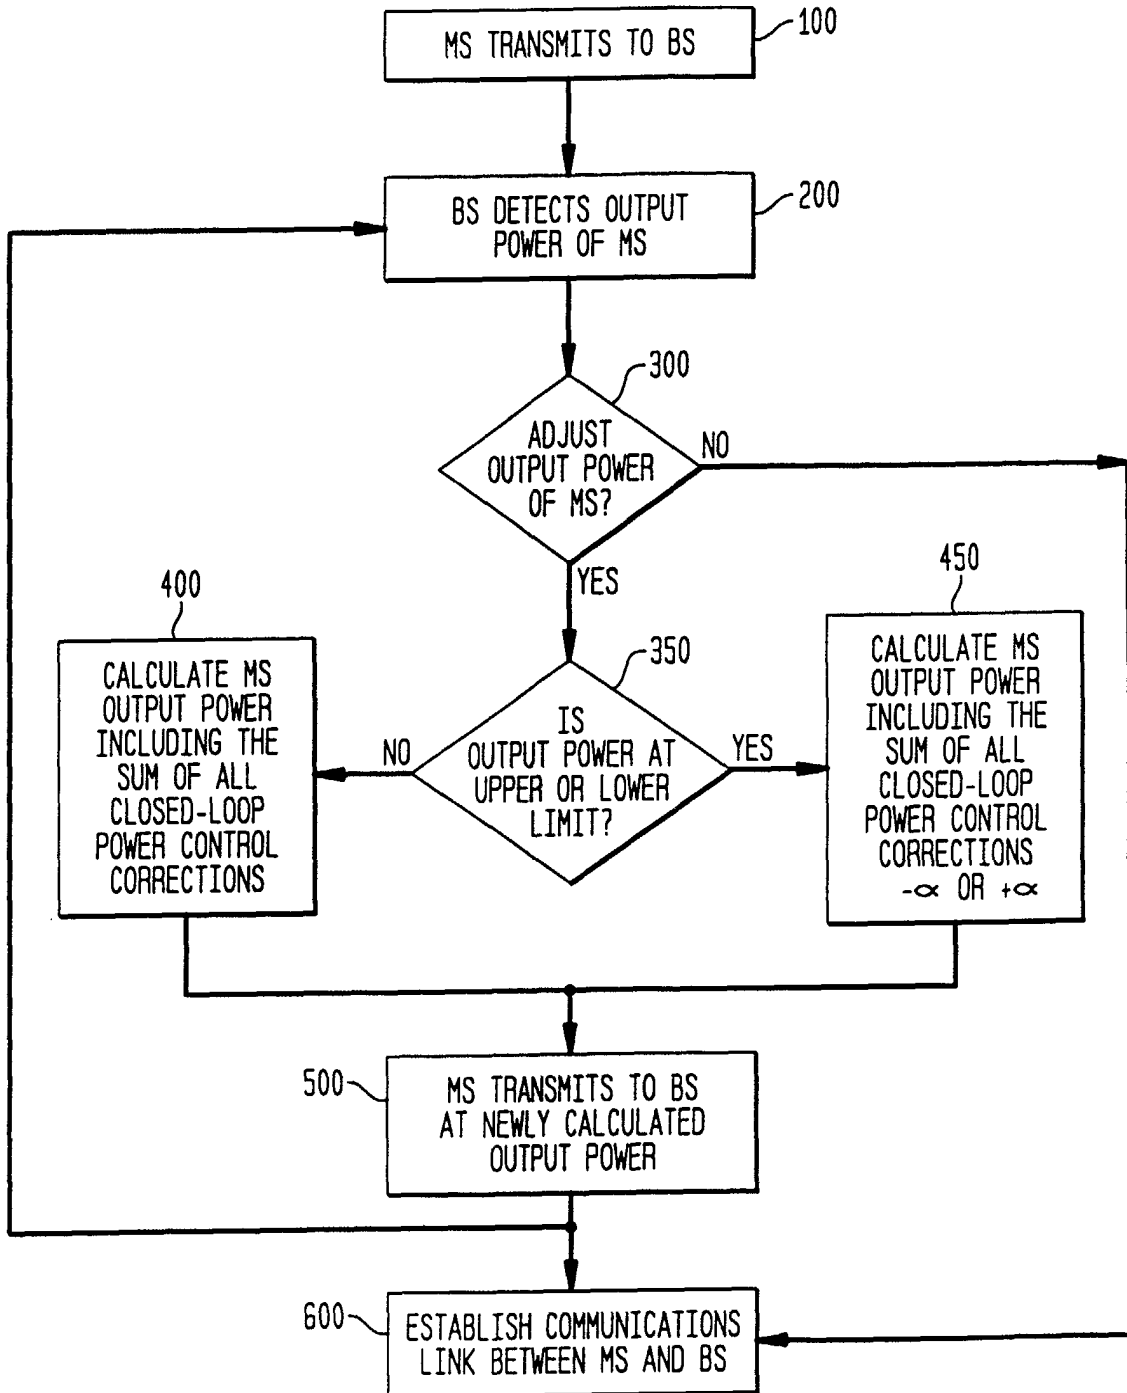 MS TRANSMITS TO BS
100
BS DETECTS OUTPUT
POWER OF MS
200
300
ADJUST
OUTPUT POWER
OF MS?
NO
YES
400
CALCULATE MS
OUTPUT POWER
INCLUDING THE
SUM OF ALL
CLOSED-LOOP
POWER CONTROL
CORRECTIONS
350
IS
OUTPUT POWER AT
UPPER OR LOWER
LIMIT?
NO
YES
450
CALCULATE MS
OUTPUT POWER
INCLUDING THE
SUM OF ALL
CLOSED-LOOP
POWER CONTROL
CORRECTIONS
-∝ OR +∝
500
MS TRANSMITS TO BS
AT NEWLY CALCULATED
OUTPUT POWER
600
ESTABLISH COMMUNICATIONS
LINK BETWEEN MS AND BS